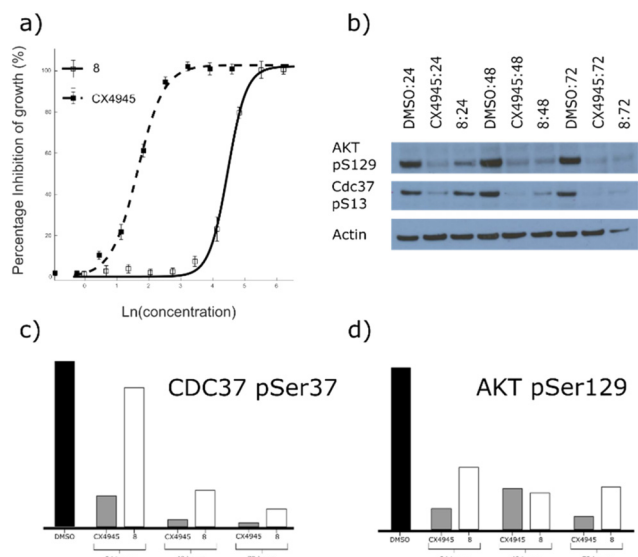 a)
b)
8
CX4945
Percentage Inhibition of growth (%)
100
80
60
40
20
0
0 1 2 3 4 5 6
Ln(concentration)
DMSO:24
CX4945:24
8:24
DMSO:48
CX4945:48
8:48
DMSO:72
CX4945:72
8:72
AKT
pS129
Cdc37
pS13
Actin
c)
d)
CDC37 pSer37
AKT pSer129
DMSO
CX4945 8
CX4945 8
CX4945 8
DMSO
CX4945 8
CX4945 8
CX4945 8